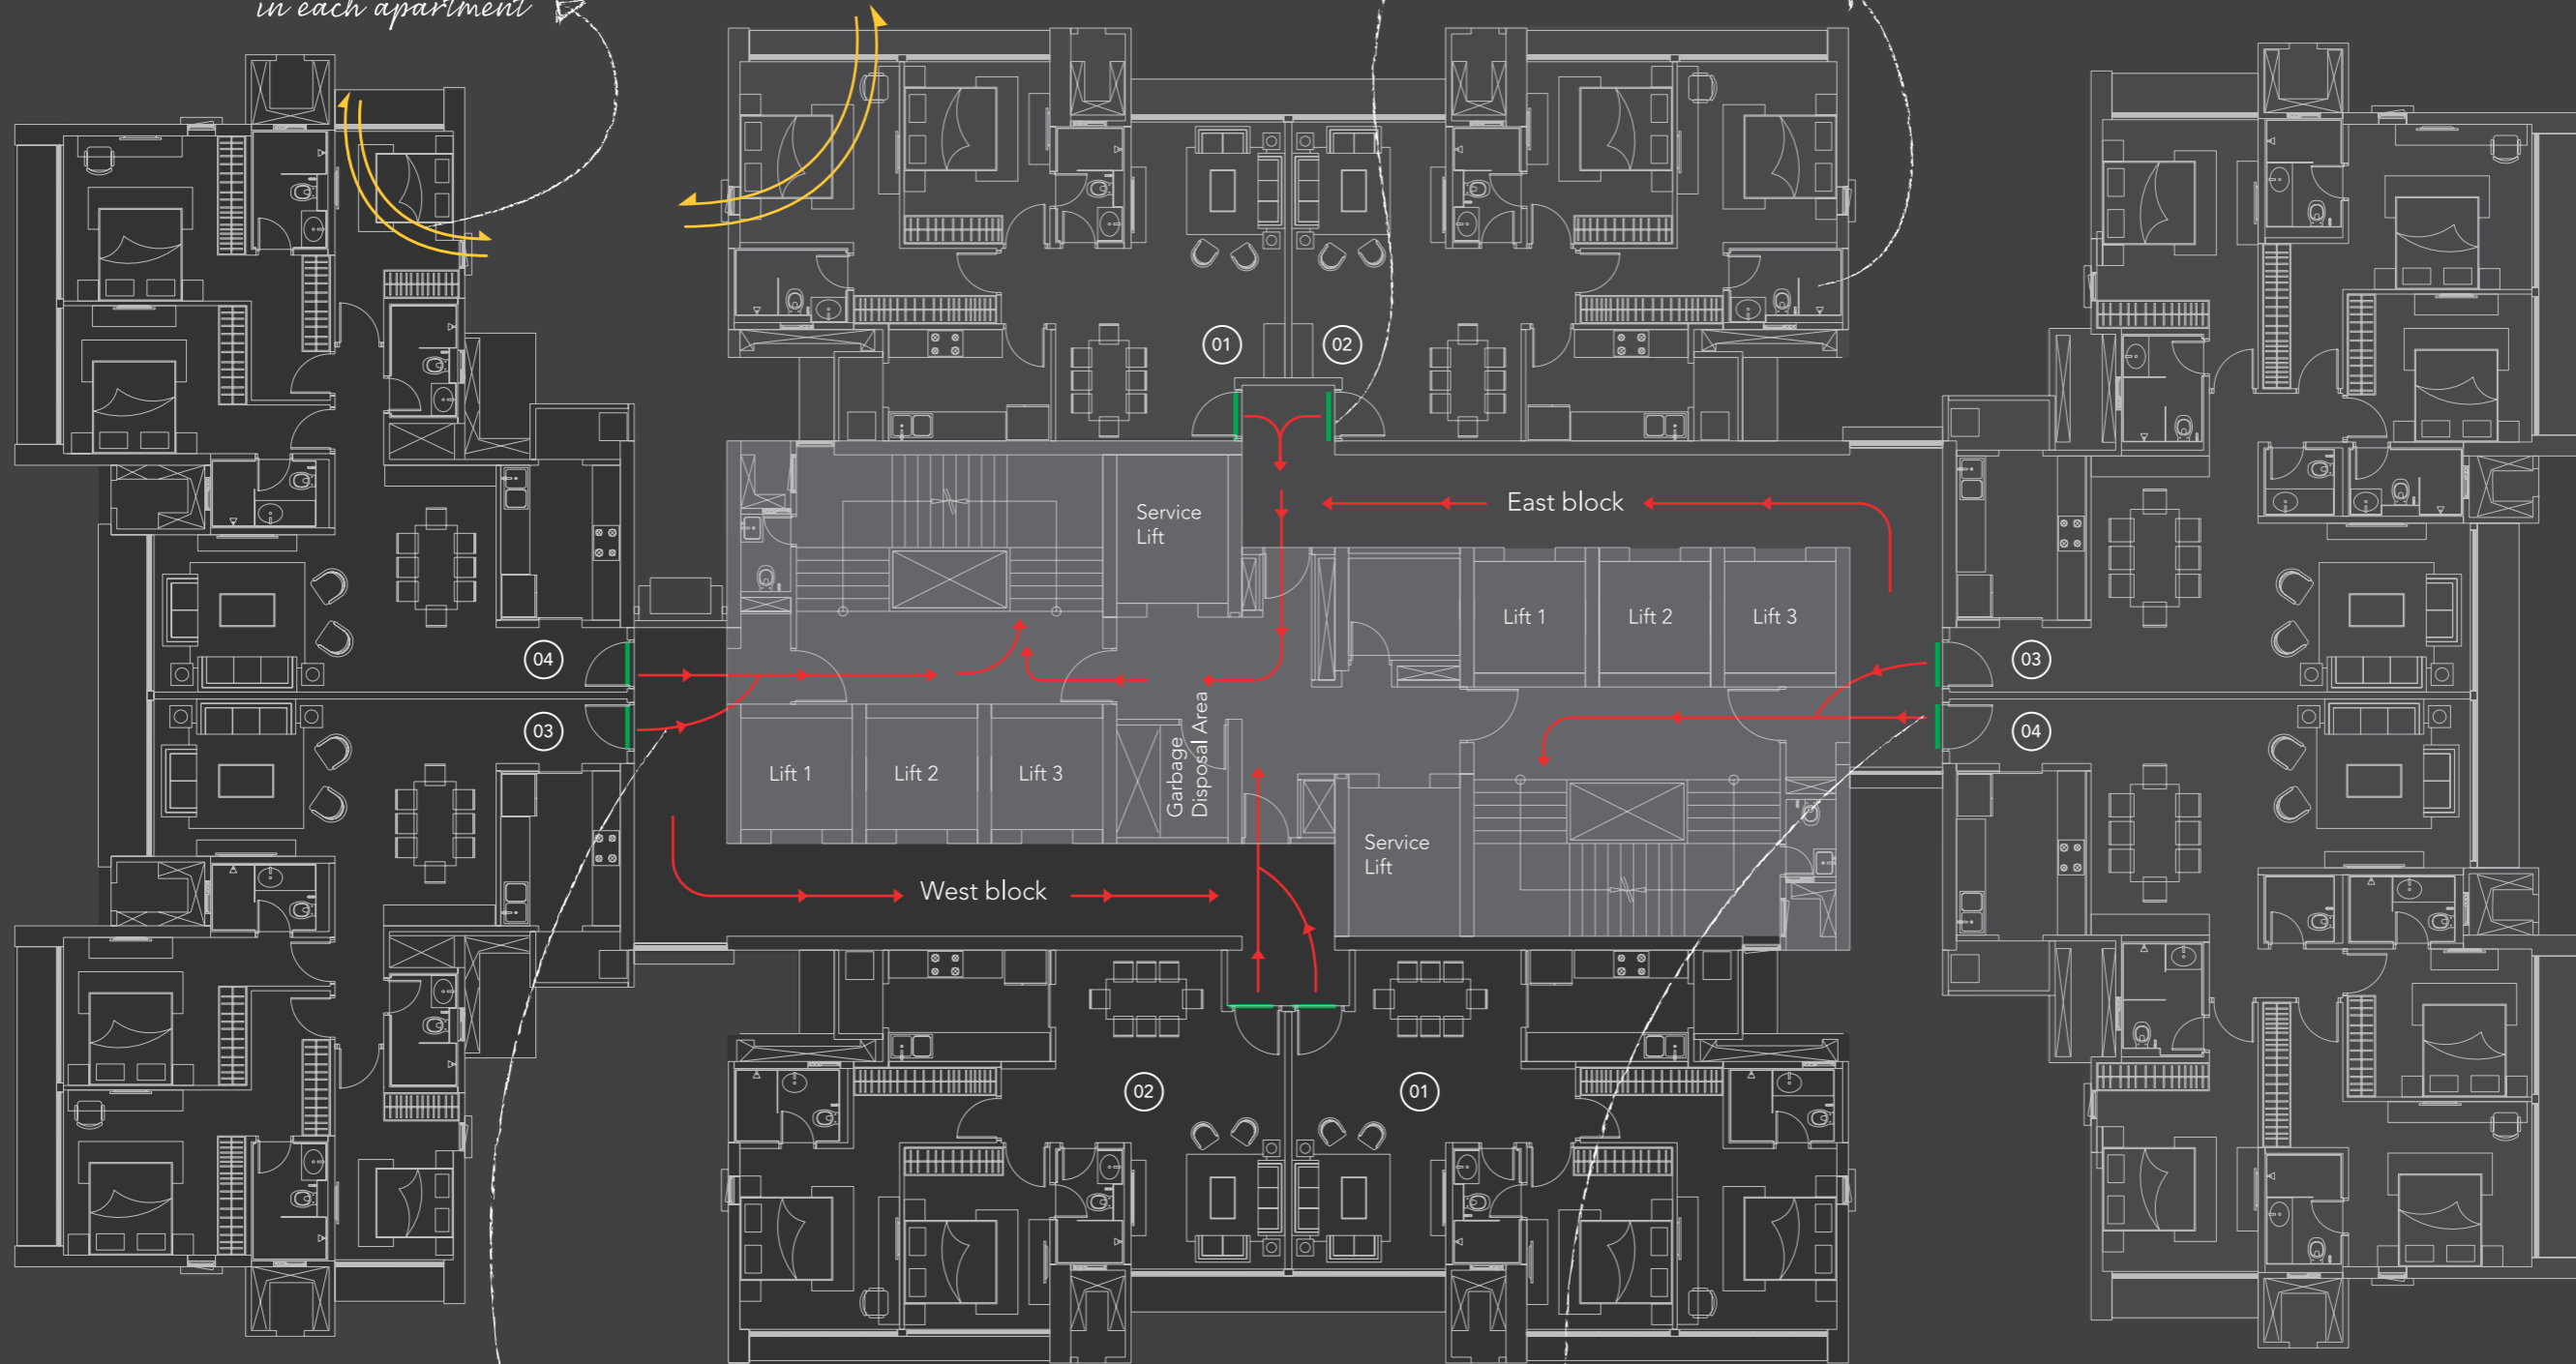 in each apartment
01
02
Service
Lift
East block
Lift 1
Lift 2
Lift 3
04
03
03
04
Lift 1
Lift 2
Lift 3
Garbage
Disposal Area
Service
Lift
West block
02
01